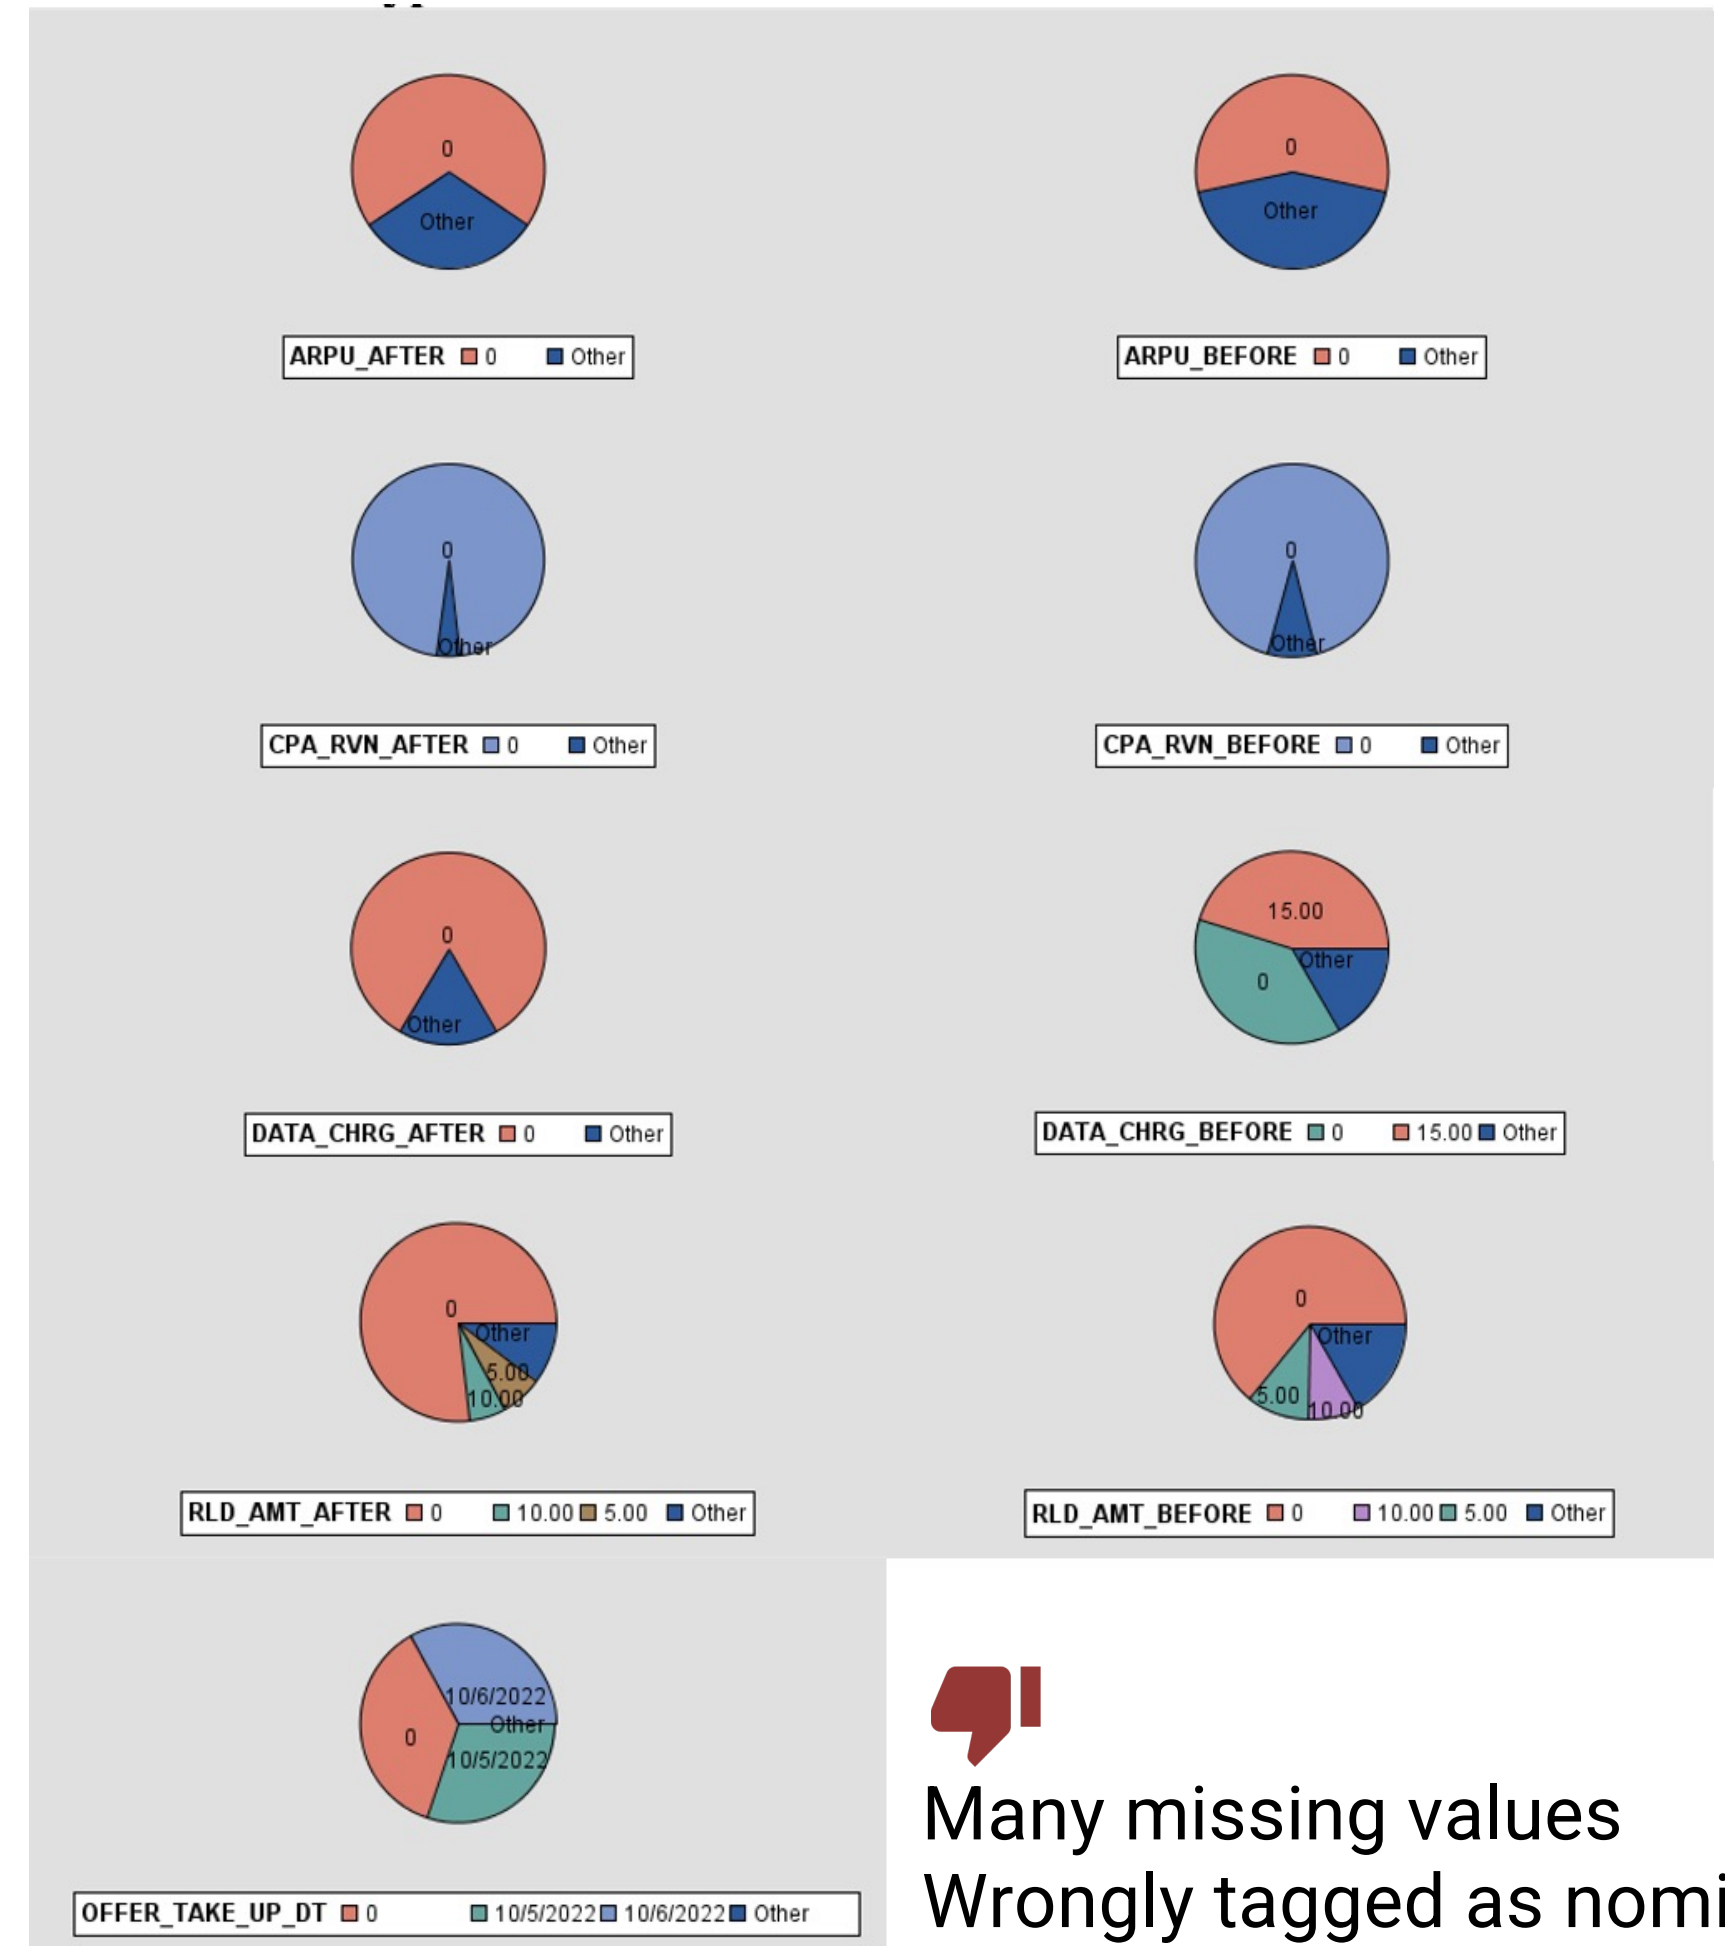 0
Other
0
Other
ARPU_AFTER 0 Other
ARPU_BEFORE 0 Other
0
Other
0
Other
CPA_RVN_AFTER 0 Other
CPA_RVN_BEFORE 0 Other
0
Other
15.00
Other
0
DATA_CHRG_AFTER 0 Other
DATA_CHRG_BEFORE 0 15.00 Other
0
Other
5.00
10.00
0
Other
5.00
10.00
RLD_AMT_AFTER 0 10.00 5.00 Other
RLD_AMT_BEFORE 0 10.00 5.00 Other
10/6/2022
Other
0
10/5/2022
OFFER_TAKE_UP_DT 0 10/5/2022 10/6/2022 Other
Many missing values
Wrongly tagged as nomi